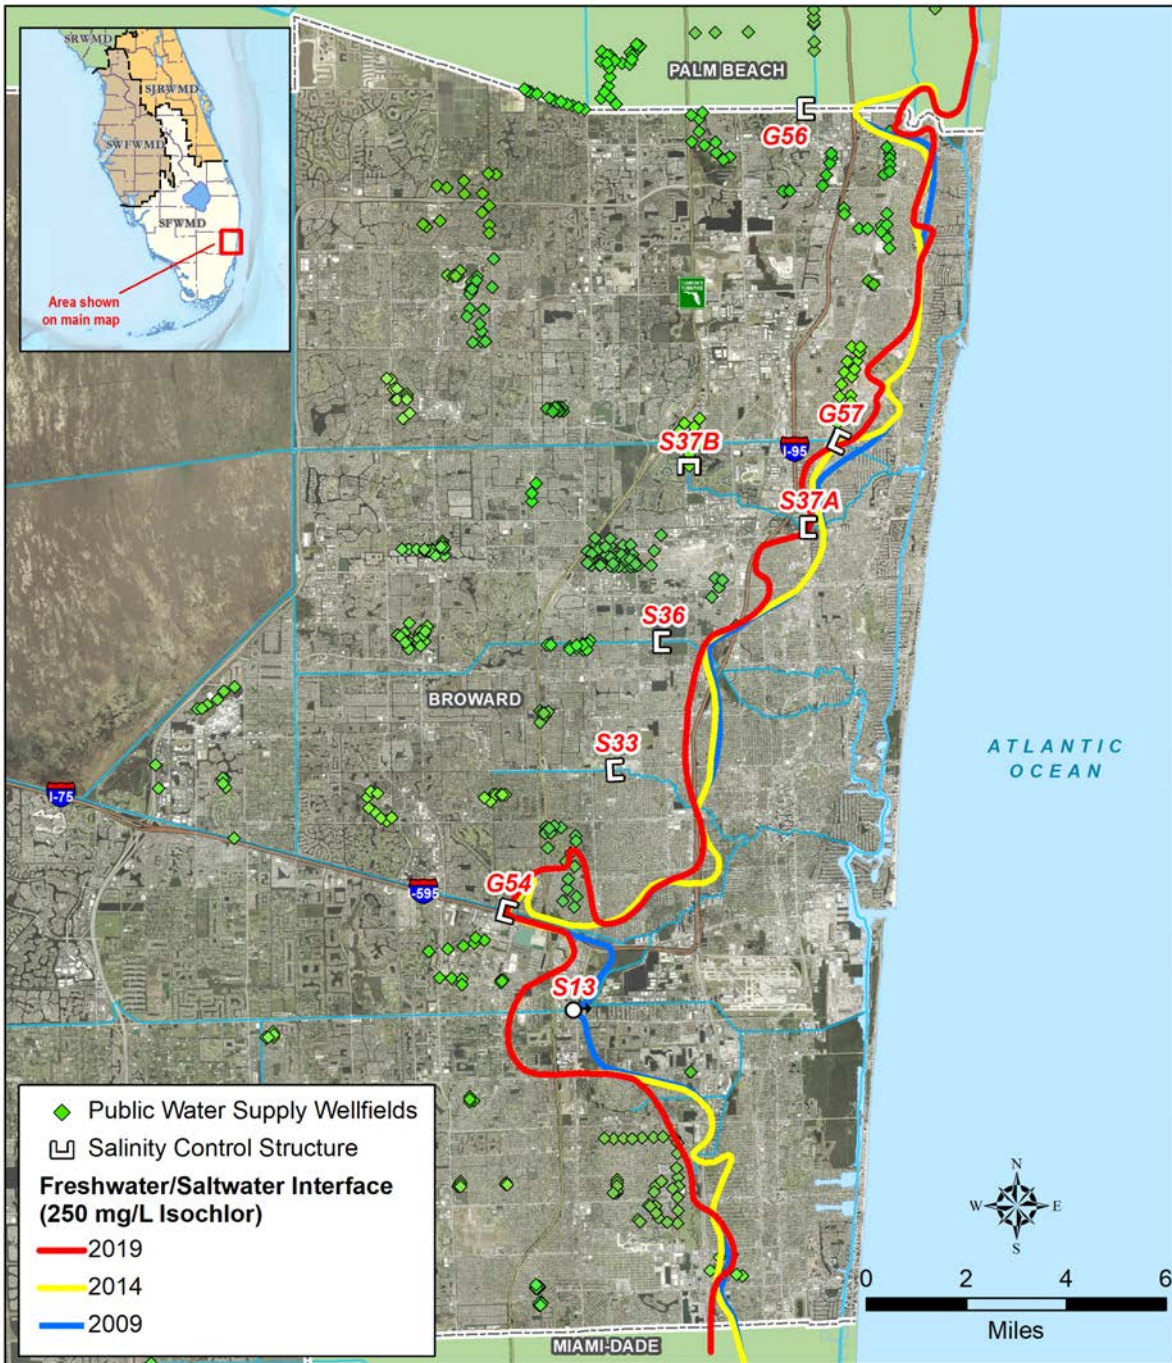 SRWMD
SJRWMD
SWFWMD
SFWMD
Area shown
on main map
PALM BEACH
G56
G57
I-95
S37B
S37A
S36
BROWARD
S33
ATLANTIC
OCEAN
I-75
G54
I-595
S13
Public Water Supply Wellfields
Salinity Control Structure
Freshwater/Saltwater Interface
(250 mg/L Isochlor)
2019
2014
2009
N
W
E
S
0 2 4 6
Miles
MIAMI-DADE